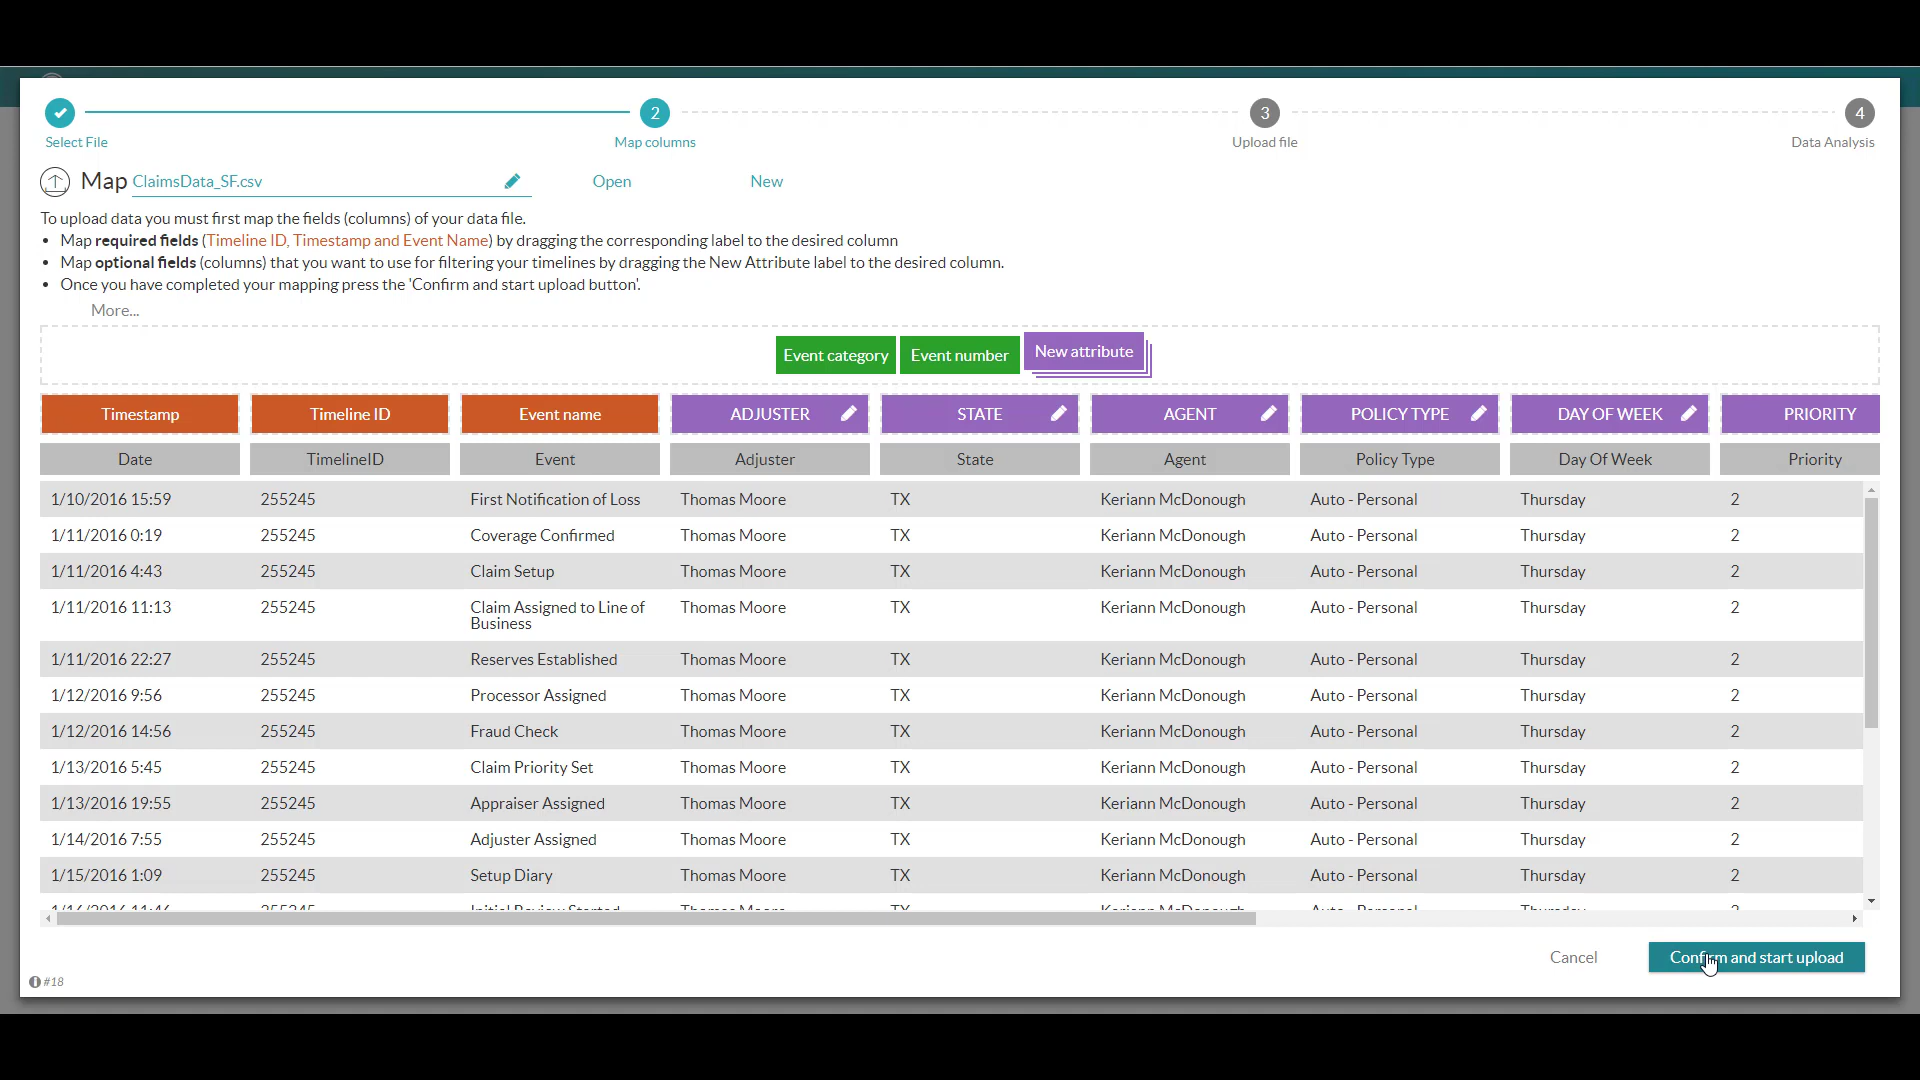 2 3 4
Select File Map columns Upload file Data Analysis
Map ClaimsData_SF.csv Open New
To upload data you must first map the fields (columns) of your data file.
• Map required fields (Timeline ID, Timestamp and Event Name) by dragging the corresponding label to the desired column
• Map optional fields (columns) that you want to use for filtering your timelines by dragging the New Attribute label to the desired column.
• Once you have completed your mapping press the 'Confirm and start upload button'.
More...
Event category Event number New attribute
Timestamp Timeline ID Event name ADJUSTER STATE AGENT POLICY TYPE DAY OF WEEK PRIORITY
Date TimelineID Event Adjuster State Agent Policy Type Day Of Week Priority
1/10/2016 15:59 255245 First Notification of Loss Thomas Moore TX Keriann McDonough Auto - Personal Thursday 2
1/11/2016 0:19 255245 Coverage Confirmed Thomas Moore TX Keriann McDonough Auto - Personal Thursday 2
1/11/2016 4:43 255245 Claim Setup Thomas Moore TX Keriann McDonough Auto - Personal Thursday 2
1/11/2016 11:13 255245 Claim Assigned to Line of Thomas Moore TX Keriann McDonough Auto - Personal Thursday 2
Business
1/11/2016 22:27 255245 Reserves Established Thomas Moore TX Keriann McDonough Auto - Personal Thursday 2
1/12/2016 9:56 255245 Processor Assigned Thomas Moore TX Keriann McDonough Auto - Personal Thursday 2
1/12/2016 14:56 255245 Fraud Check Thomas Moore TX Keriann McDonough Auto - Personal Thursday 2
1/13/2016 5:45 255245 Claim Priority Set Thomas Moore TX Keriann McDonough Auto - Personal Thursday 2
1/13/2016 19:55 255245 Appraiser Assigned Thomas Moore TX Keriann McDonough Auto - Personal Thursday 2
1/14/2016 7:55 255245 Adjuster Assigned Thomas Moore TX Keriann McDonough Auto - Personal Thursday 2
1/15/2016 1:09 255245 Setup Diary Thomas Moore TX Keriann McDonough Auto - Personal Thursday 2
Cancel Confirm and start upload
#18